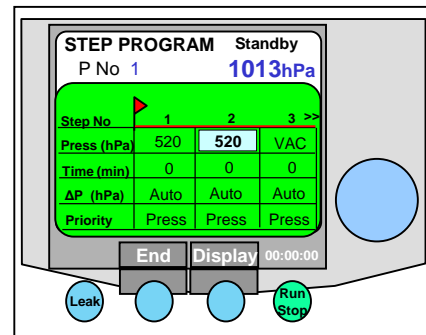 STEP PROGRAM Standby
P No 1 1013hPa
Step No 1 2 3 >>
Press (hPa) 520 520 VAC
Time (min) 0 0 0
ΔP (hPa) Auto Auto Auto
Priority Press Press Press
End Display 00:00:00
Leak Run
Stop